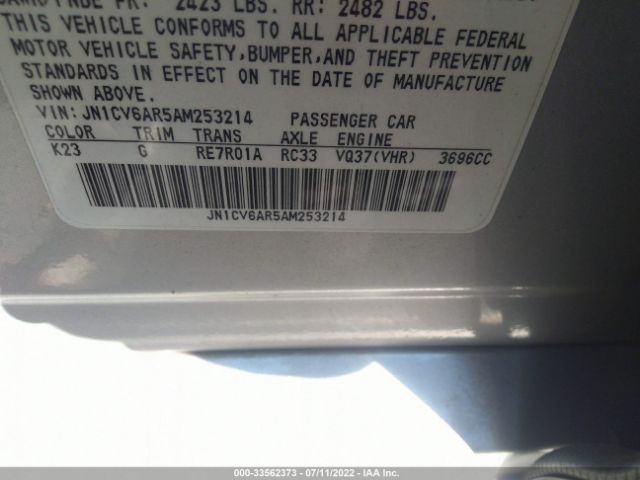 FR: 2423 LBS. RR: 2482 LBS.
THIS VEHICLE CONFORMS TO ALL APPLICABLE FEDERAL
MOTOR VEHICLE SAFETY,BUMPER,AND THEFT PREVENTION
STANDARDS IN EFFECT ON THE DATE OF MANUFACTURE
SHOWN ABOVE.
VIN: JN1CV6AR5AM253214 PASSENGER CAR
COLOR TRIM TRANS AXLE ENGINE
K23 G RE7R01A RC33 VQ37(VHR) 3696CC
JN1CV6AR5AM253214
000-33562373 - 07/11/2022 - IAA Inc.